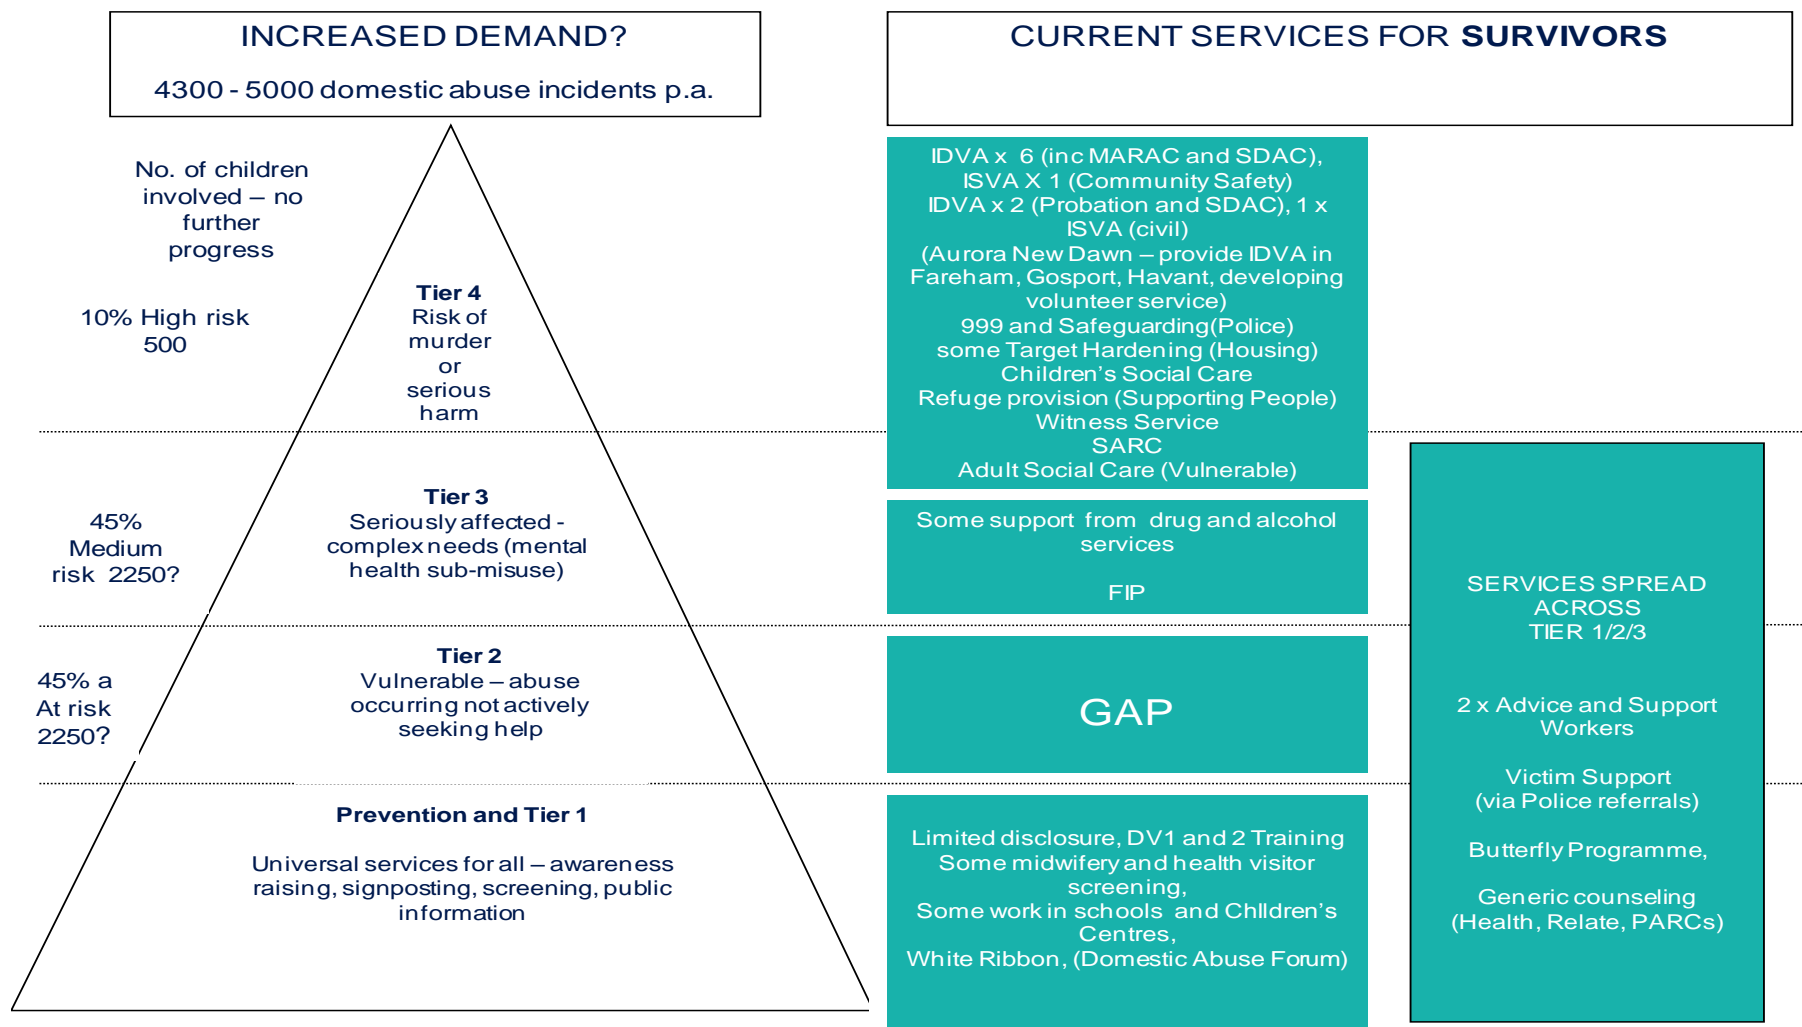 INCREASED DEMAND?
4300 - 5000 domestic abuse incidents p.a.
No. of children
involved – no
further
progress
10% High risk
500
Tier 4
Risk of
murder
or
serious
harm
45%
Medium
risk 2250?
Tier 3
Seriously affected -
complex needs (mental
health sub-misuse)
45% a
At risk
2250?
Tier 2
Vulnerable – abuse
occurring not actively
seeking help
Prevention and Tier 1
Universal services for all – awareness
raising, signposting, screening, public
information
CURRENT SERVICES FOR SURVIVORS
IDVA x 6 (inc MARAC and SDAC),
ISVA X 1 (Community Safety)
IDVA x 2 (Probation and SDAC), 1 x
ISVA (civil)
(Aurora New Dawn – provide IDVA in
Fareham, Gosport, Havant, developing
volunteer service)
999 and Safeguarding(Police)
some Target Hardening (Housing)
Children’s Social Care
Refuge provision (Supporting People)
Witness Service
SARC
Adult Social Care (Vulnerable)
Some support from drug and alcohol
services
FIP
GAP
Limited disclosure, DV1 and 2 Training
Some midwifery and health visitor
screening,
Some work in schools and ChIldren’s
Centres,
White Ribbon, (Domestic Abuse Forum)
SERVICES SPREAD
ACROSS
TIER 1/2/3
2 x Advice and Support
Workers
Victim Support
(via Police referrals)
Butterfly Programme,
Generic counseling
(Health, Relate, PARCs)